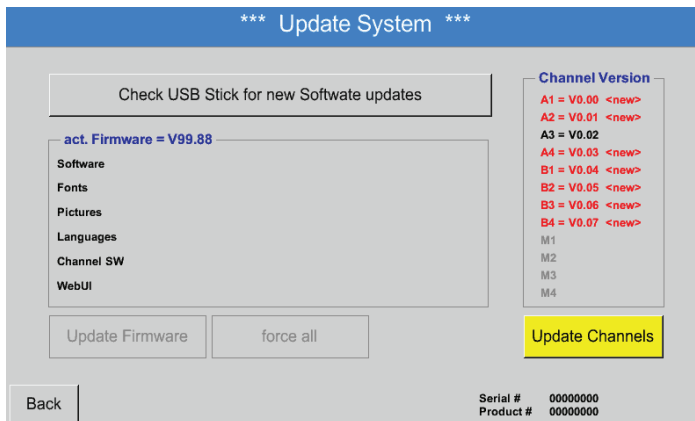 *** Update System ***
Check USB Stick for new Softwate updates
act. Firmware = V99.88
Software
Fonts
Pictures
Languages
Channel SW
WebUI
Update Firmware
force all
Channel Version
A1 = V0.00 <new>
A2 = V0.01 <new>
A3 = V0.02
A4 = V0.03 <new>
B1 = V0.04 <new>
B2 = V0.05 <new>
B3 = V0.06 <new>
B4 = V0.07 <new>
M1
M2
M3
M4
Update Channels
Back
Serial # 00000000
Product # 00000000